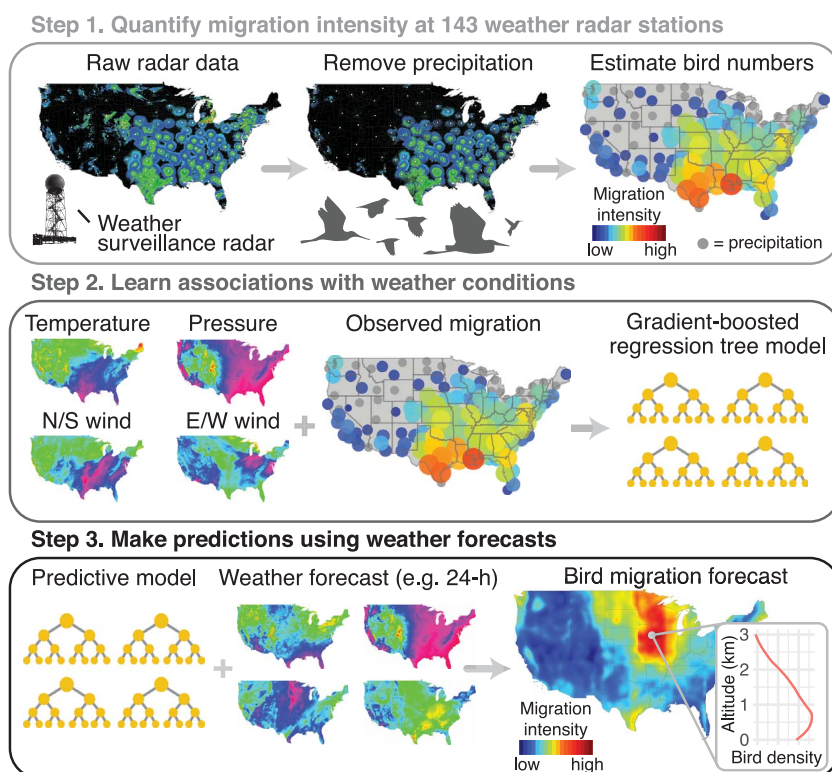 Step 1. Quantify migration intensity at 143 weather radar stations
Raw radar data
Remove precipitation
Estimate bird numbers
Weather
surveillance radar
Migration
intensity
low
high
= precipitation
Step 2. Learn associations with weather conditions
Temperature
Pressure
Observed migration
Gradient-boosted
regression tree model
N/S wind
E/W wind
+
Step 3. Make predictions using weather forecasts
Predictive model
Weather forecast (e.g. 24-h)
Bird migration forecast
+
Migration
intensity
low
high
Altitude (km)
3
2
1
0
Bird density